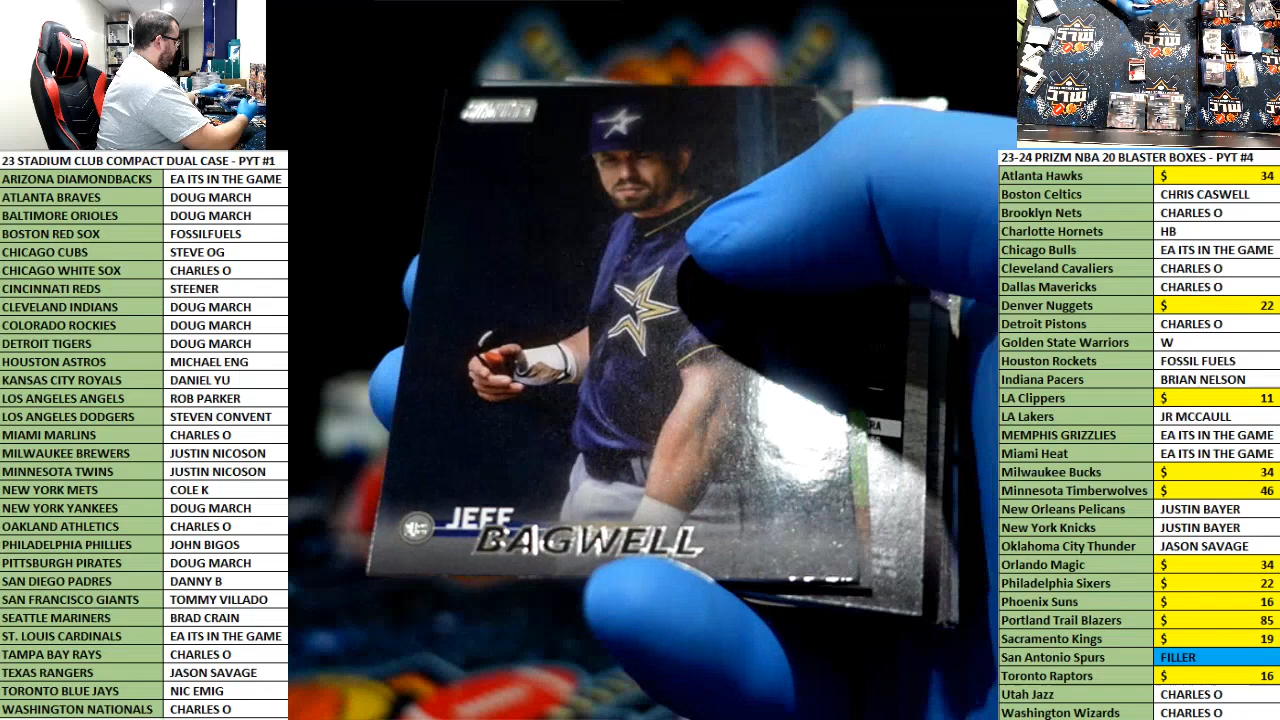 23 STADIUM CLUB COMPACT DUAL CASE - PYT #1
ARIZONA DIAMONDBACKS EA ITS IN THE GAME
ATLANTA BRAVES DOUG MARCH
BALTIMORE ORIOLES DOUG MARCH
BOSTON RED SOX FOSSILFUELS
CHICAGO CUBS STEVE OG
CHICAGO WHITE SOX CHARLES O
CINCINNATI REDS STEENER
CLEVELAND INDIANS DOUG MARCH
COLORADO ROCKIES DOUG MARCH
DETROIT TIGERS DOUG MARCH
HOUSTON ASTROS MICHAEL ENG
KANSAS CITY ROYALS DANIEL YU
LOS ANGELES ANGELS ROB PARKER
LOS ANGELES DODGERS STEVEN CONVENT
MIAMI MARLINS CHARLES O
MILWAUKEE BREWERS JUSTIN NICOSON
MINNESOTA TWINS JUSTIN NICOSON
NEW YORK METS COLE K
NEW YORK YANKEES DOUG MARCH
OAKLAND ATHLETICS CHARLES O
PHILADELPHIA PHILLIES JOHN BIGOS
PITTSBURGH PIRATES DOUG MARCH
SAN DIEGO PADRES DANNY B
SAN FRANCISCO GIANTS TOMMY VILLADO
SEATTLE MARINERS BRAD CRAIN
ST. LOUIS CARDINALS EA ITS IN THE GAME
TAMPA BAY RAYS CHARLES O
TEXAS RANGERS JASON SAVAGE
TORONTO BLUE JAYS NIC EMIG
WASHINGTON NATIONALS CHARLES O
JEFF
BAGWELL
23-24 PRIZM NBA 20 BLASTER BOXES - PYT #4
Atlanta Hawks $ 34
Boston Celtics CHRIS CASWELL
Brooklyn Nets CHARLES O
Charlotte Hornets HB
Chicago Bulls EA ITS IN THE GAME
Cleveland Cavaliers CHARLES O
Dallas Mavericks CHARLES O
Denver Nuggets $ 22
Detroit Pistons CHARLES O
Golden State Warriors W
Houston Rockets FOSSIL FUELS
Indiana Pacers BRIAN NELSON
LA Clippers $ 11
LA Lakers JR MCCAULL
MEMPHIS GRIZZLIES EA ITS IN THE GAME
Miami Heat EA ITS IN THE GAME
Milwaukee Bucks $ 34
Minnesota Timberwolves $ 46
New Orleans Pelicans JUSTIN BAYER
New York Knicks JUSTIN BAYER
Oklahoma City Thunder JASON SAVAGE
Orlando Magic $ 34
Philadelphia Sixers $ 22
Phoenix Suns $ 16
Portland Trail Blazers $ 85
Sacramento Kings $ 19
San Antonio Spurs FILLER
Toronto Raptors $ 16
Utah Jazz CHARLES O
Washington Wizards CHARLES O